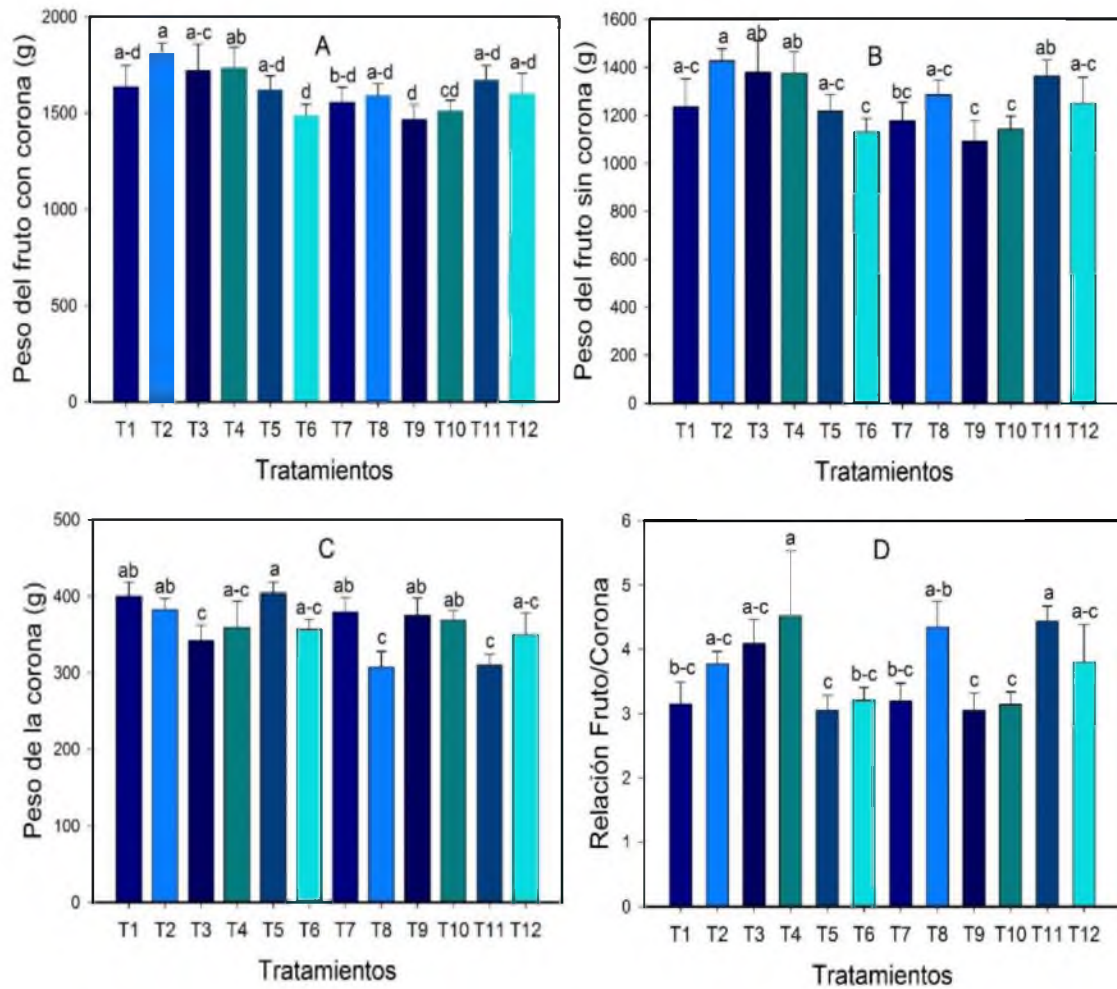 A
Peso del fruto con corona (g)
2000
1500
1000
500
0
a-d a a-c ab a-d d b-d a-d d cd a-d a-d
T1 T2 T3 T4 T5 T6 T7 T8 T9 T10 T11 T12
Tratamientos
B
Peso del fruto sin corona (g)
1600
1400
1200
1000
800
600
400
200
0
a-c a ab ab a-c c bc a-c c c ab a-c
T1 T2 T3 T4 T5 T6 T7 T8 T9 T10 T11 T12
Tratamientos
C
Peso de la corona (g)
500
400
300
200
100
0
ab ab c a-c a a-c ab c ab ab c a-c
T1 T2 T3 T4 T5 T6 T7 T8 T9 T10 T11 T12
Tratamientos
D
Relación Fruto/Corona
6
5
4
3
2
1
0
b-c a-c a-c a c b-c b-c a-b c c a a-c
T1 T2 T3 T4 T5 T6 T7 T8 T9 T10 T11 T12
Tratamientos